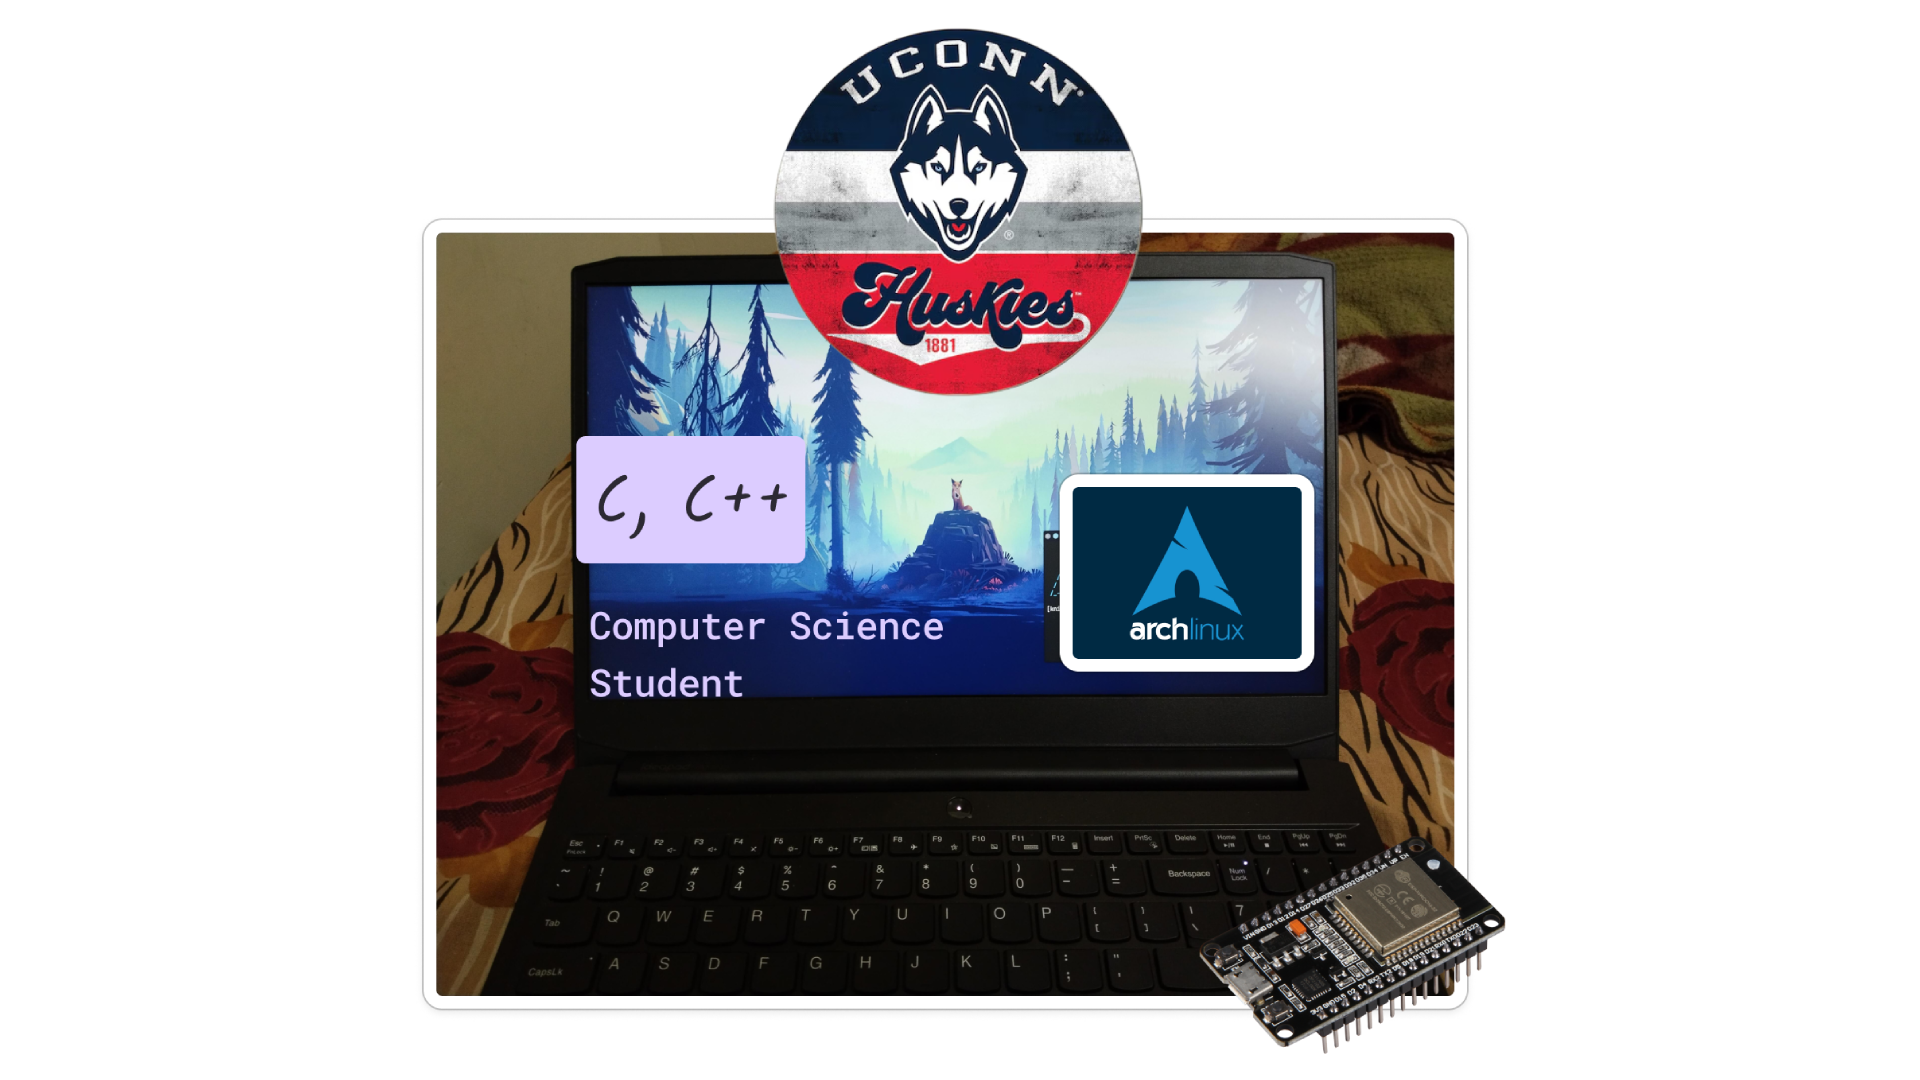 UCONN
®
Huskies
1881
C, C++
archlinux
Computer Science
Student
Esc F1 F2 F3 F4 F5 F6 F7 F8 F9 F10 F11 F12 Insert PrtSc Delete Home End PgUp PgDn
FnLock
~ ! @ # $ % ^ & * ( ) — + Backspace Num / *
` 1 2 3 4 5 6 7 8 9 0 - = Lock
Tab Q W E R T Y U I O P { } | 7
[ ] \
CapsLk A S D F G H J K L : "
; '